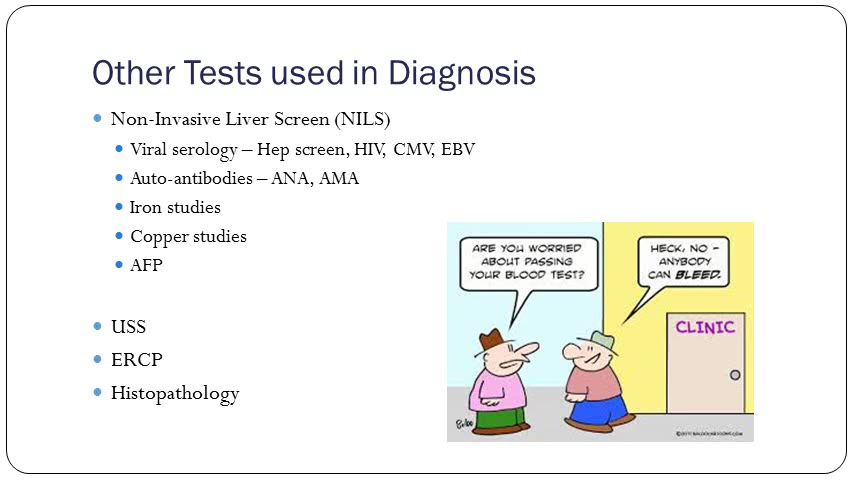 Other Tests used in Diagnosis
Non-Invasive Liver Screen (NILS)
Viral serology – Hep screen, HIV, CMV, EBV
Auto-antibodies – ANA, AMA
Iron studies
Copper studies
AFP
USS
ERCP
Histopathology
ARE YOU WORRIED
ABOUT PASSING
YOUR BLOOD TEST?
HECK, NO -
ANYBODY
CAN BLEED.
CLINIC